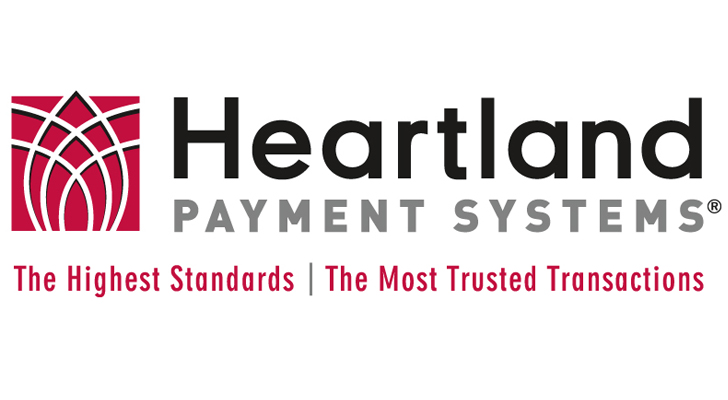 Heartland
PAYMENT SYSTEMS®
The Highest Standards | The Most Trusted Transactions